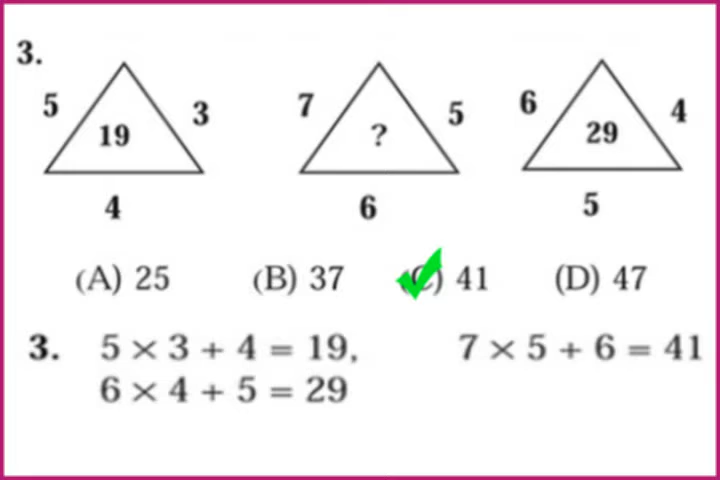 3.
5 3 7 5 6 4
19 ? 29
4 6 5
(A) 25 (B) 37 (C) 41 (D) 47
3. 5 × 3 + 4 = 19, 7 × 5 + 6 = 41
6 × 4 + 5 = 29